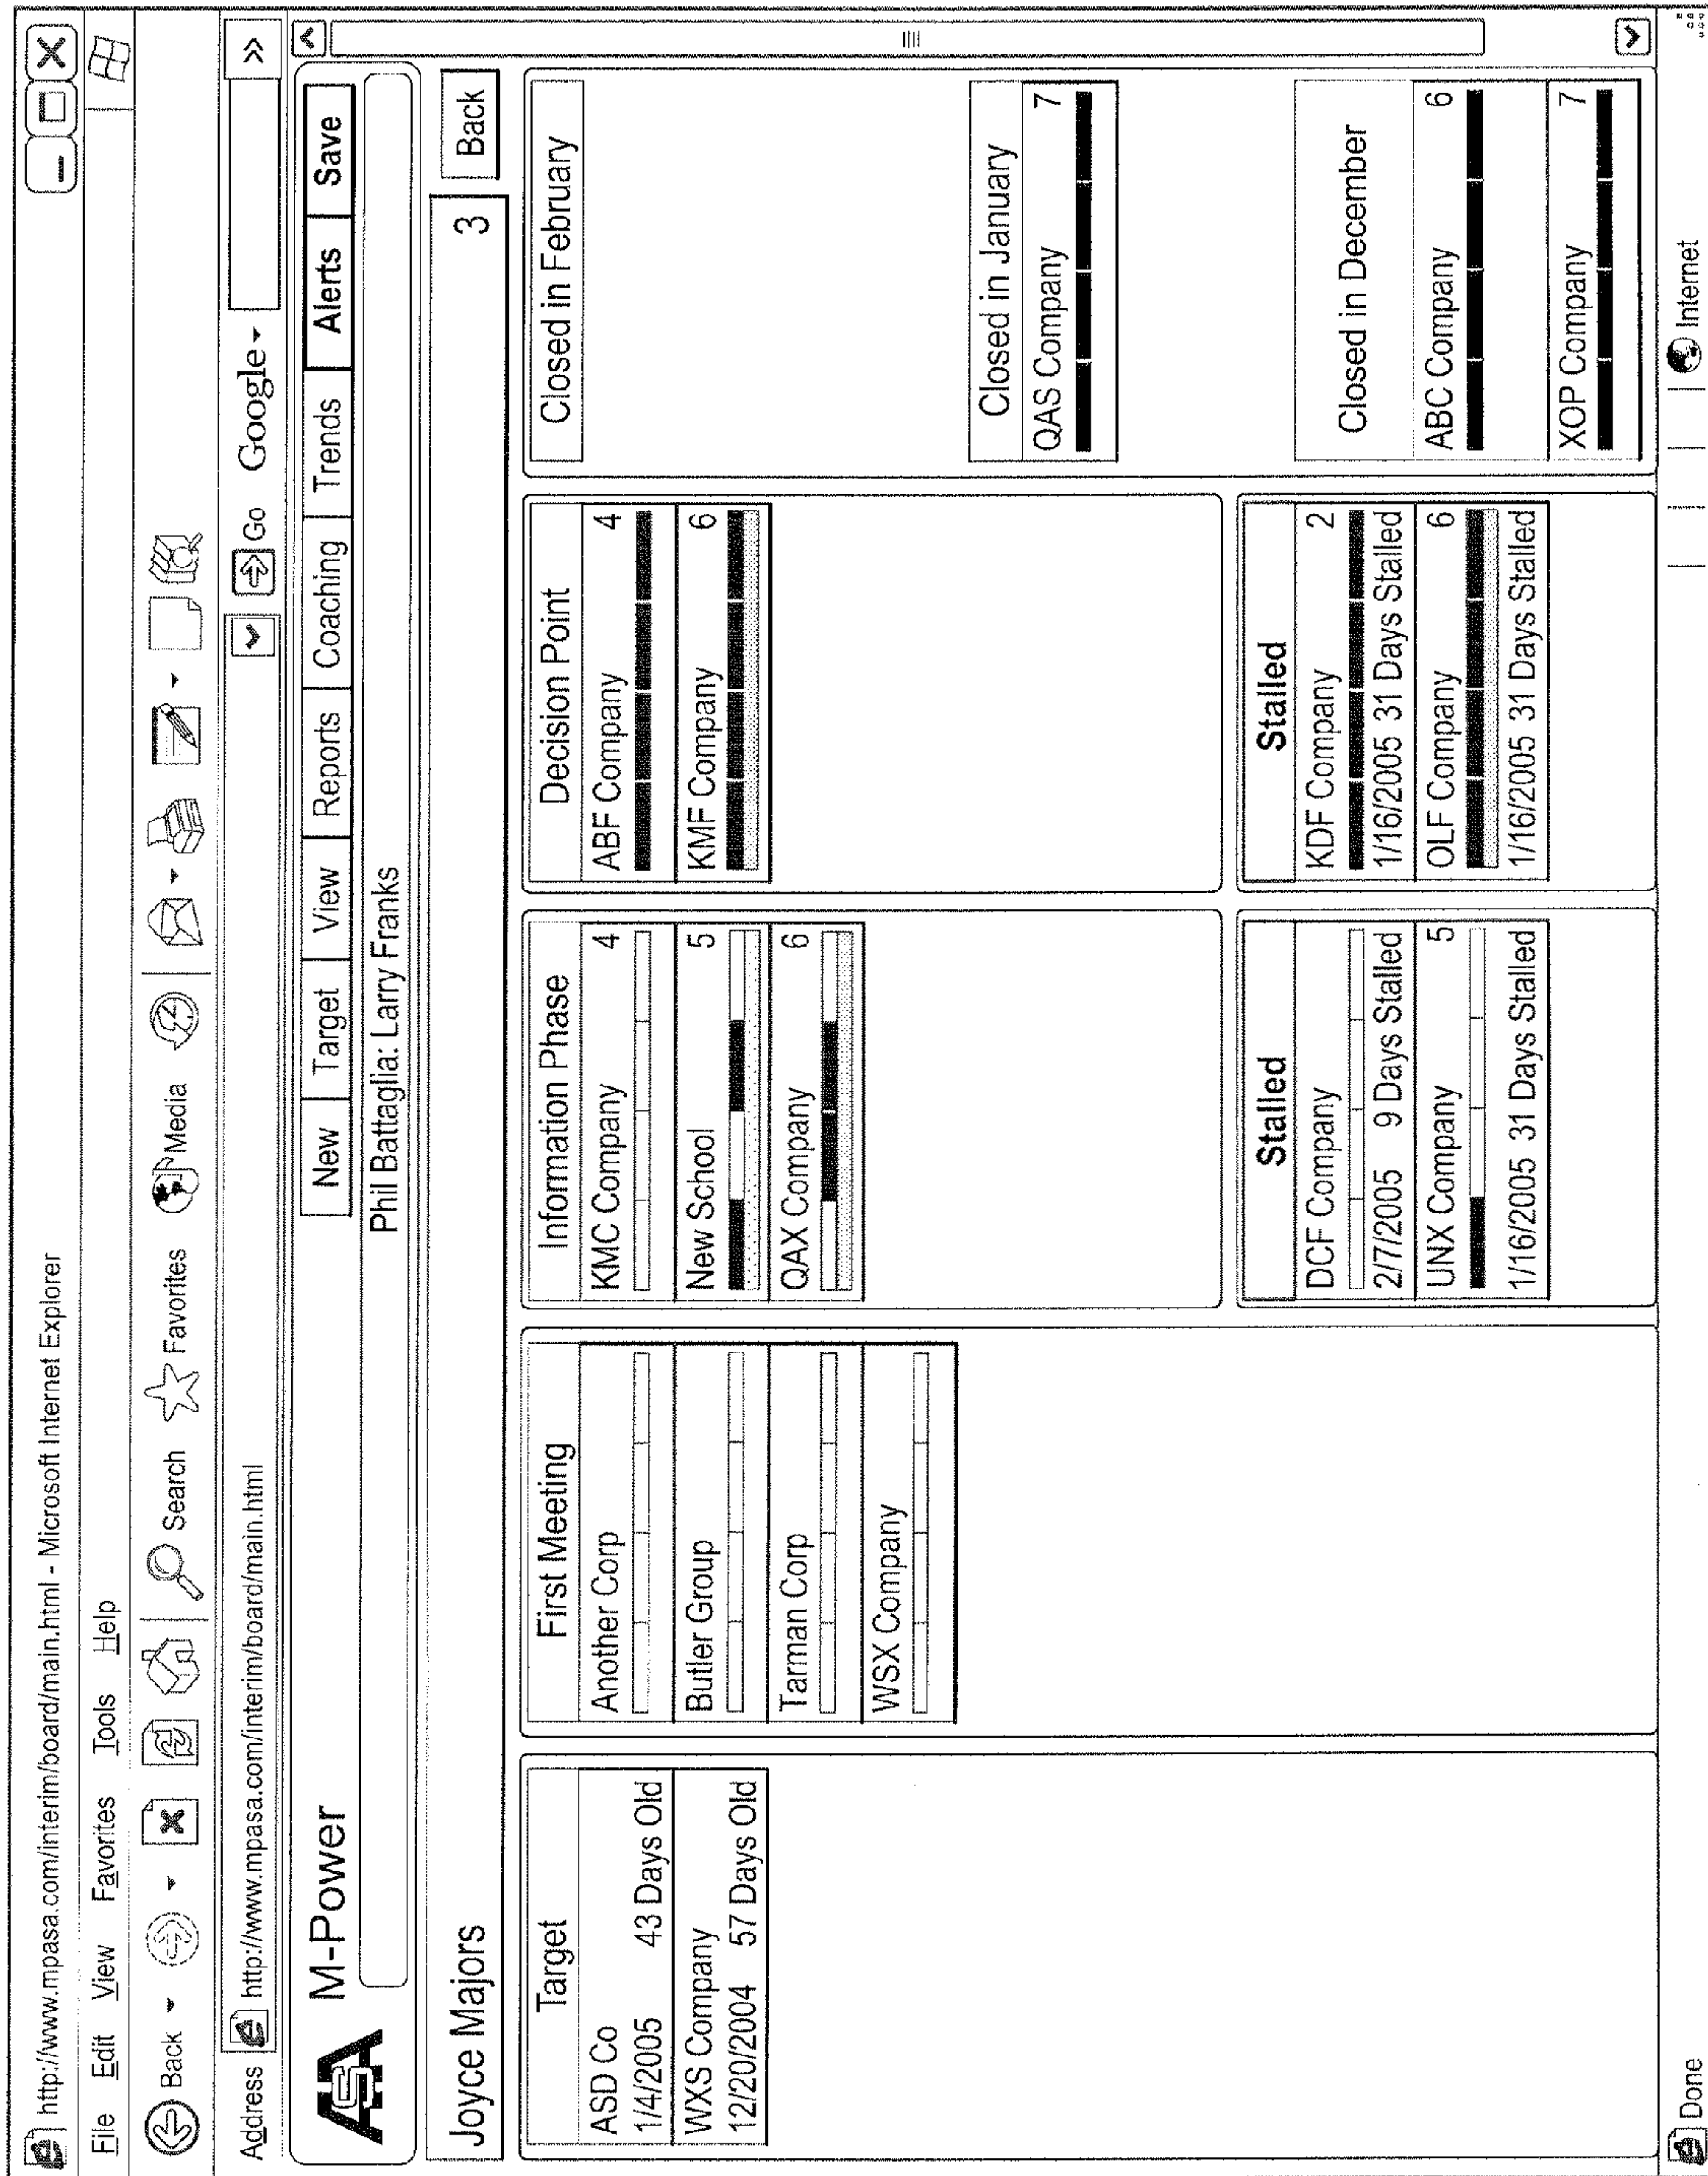 http://www.mpasa.com/interim/board/main.html - Microsoft Internet Explorer
File Edit View Favorites Tools Help
Back Search Favorites Media
Address http://www.mpasa.com/interim/board/main.html Go Google »
ASA M-Power New Target View Reports Coaching Trends Alerts Save
Phil Battaglia: Larry Franks
Joyce Majors 3 Back
Target
ASD Co
1/4/2005 43 Days Old
WXS Company
12/20/2004 57 Days Old
First Meeting
Another Corp
Butler Group
Tarman Corp
WSX Company
Information Phase
KMC Company 4
New School 5
QAX Company 6
Stalled
DCF Company
2/7/2005 9 Days Stalled
UNX Company 5
1/16/2005 31 Days Stalled
Decision Point
ABF Company 4
KMF Company 6
Stalled
KDF Company 2
1/16/2005 31 Days Stalled
OLF Company 6
1/16/2005 31 Days Stalled
Closed in February
Closed in January
QAS Company 7
Closed in December
ABC Company 6
XOP Company 7
Done Internet